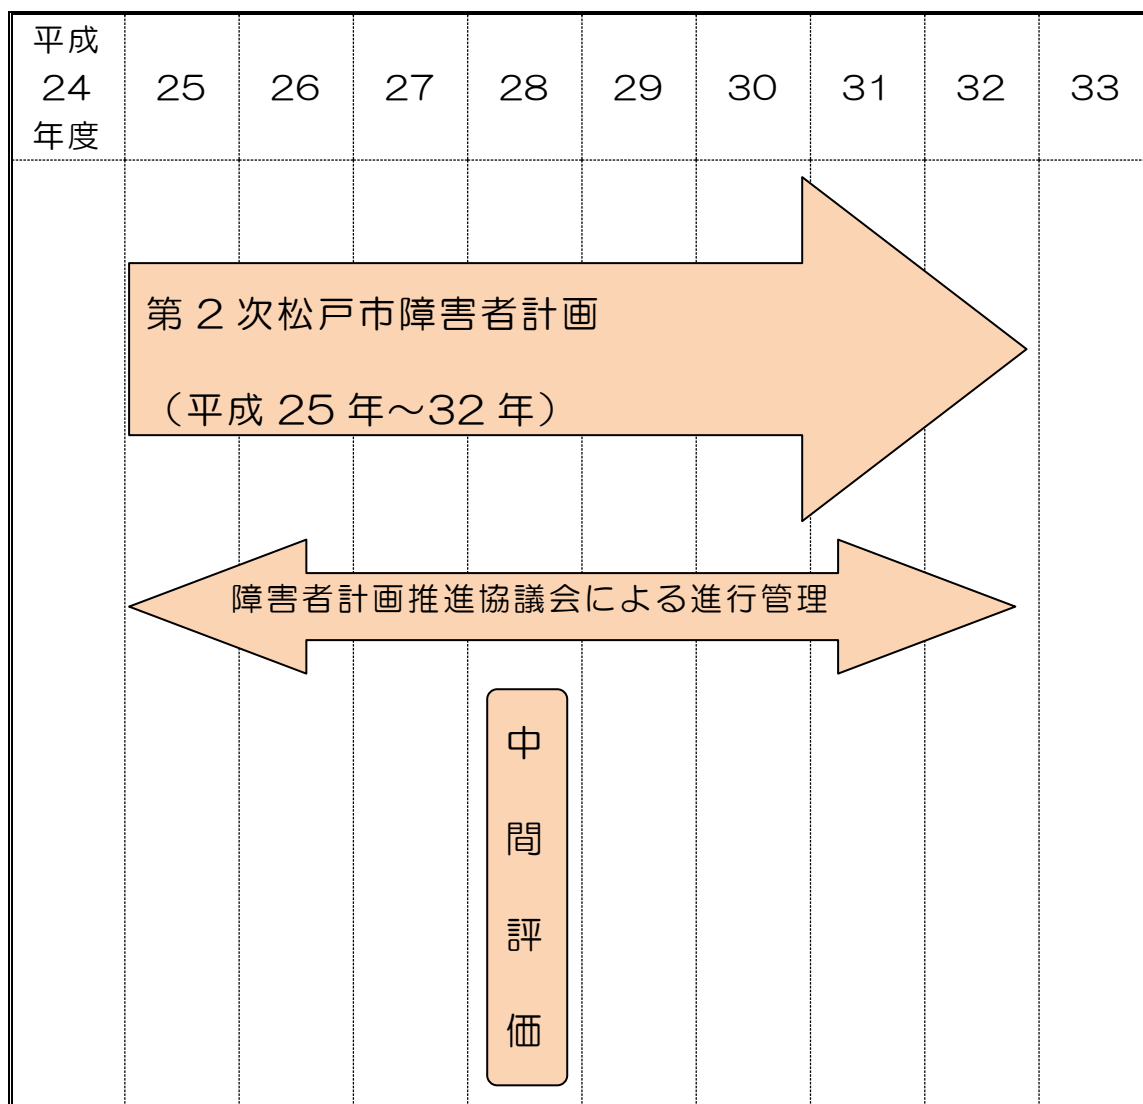 平成
24
年度
25
26
27
28
29
30
31
32
33
第2次松戸市障害者計画
（平成 25 年～32 年）
障害者計画推進協議会による進行管理
中間評価